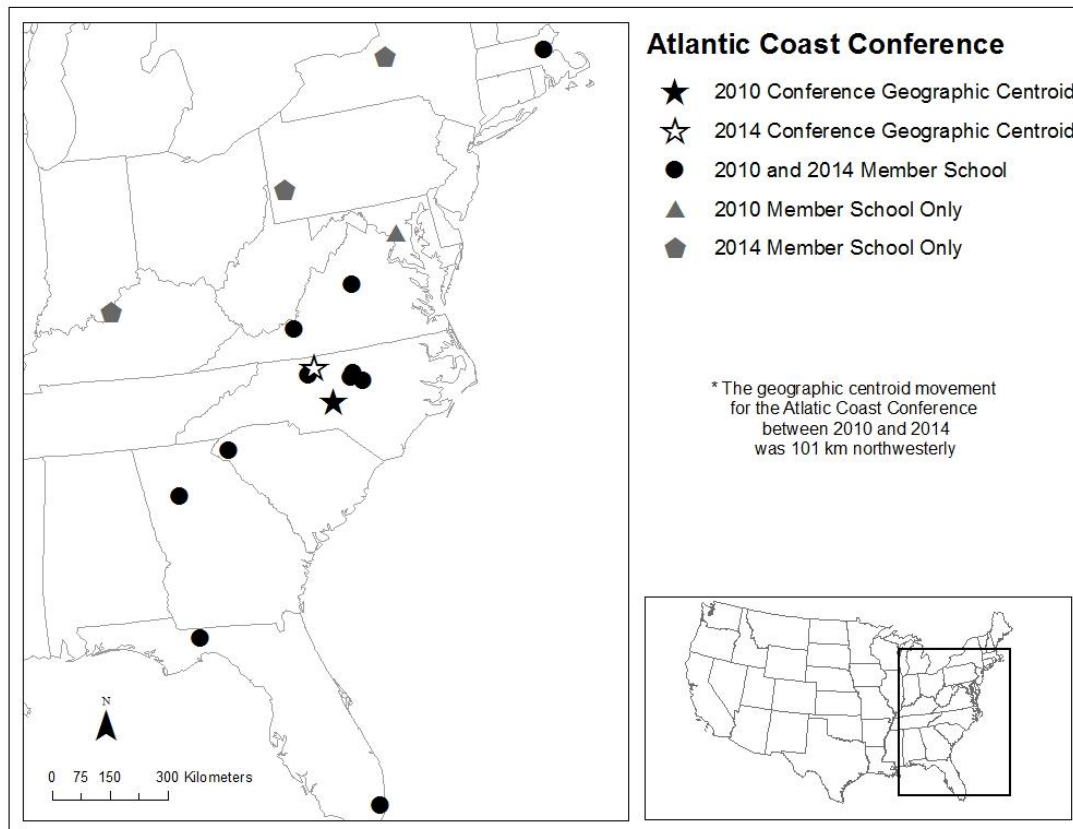 Atlantic Coast Conference
2010 Conference Geographic Centroid
2014 Conference Geographic Centroid
2010 and 2014 Member School
2010 Member School Only
2014 Member School Only
* The geographic centroid movement
for the Atlatic Coast Conference
between 2010 and 2014
was 101 km northwesterly
N
0 75 150 300 Kilometers